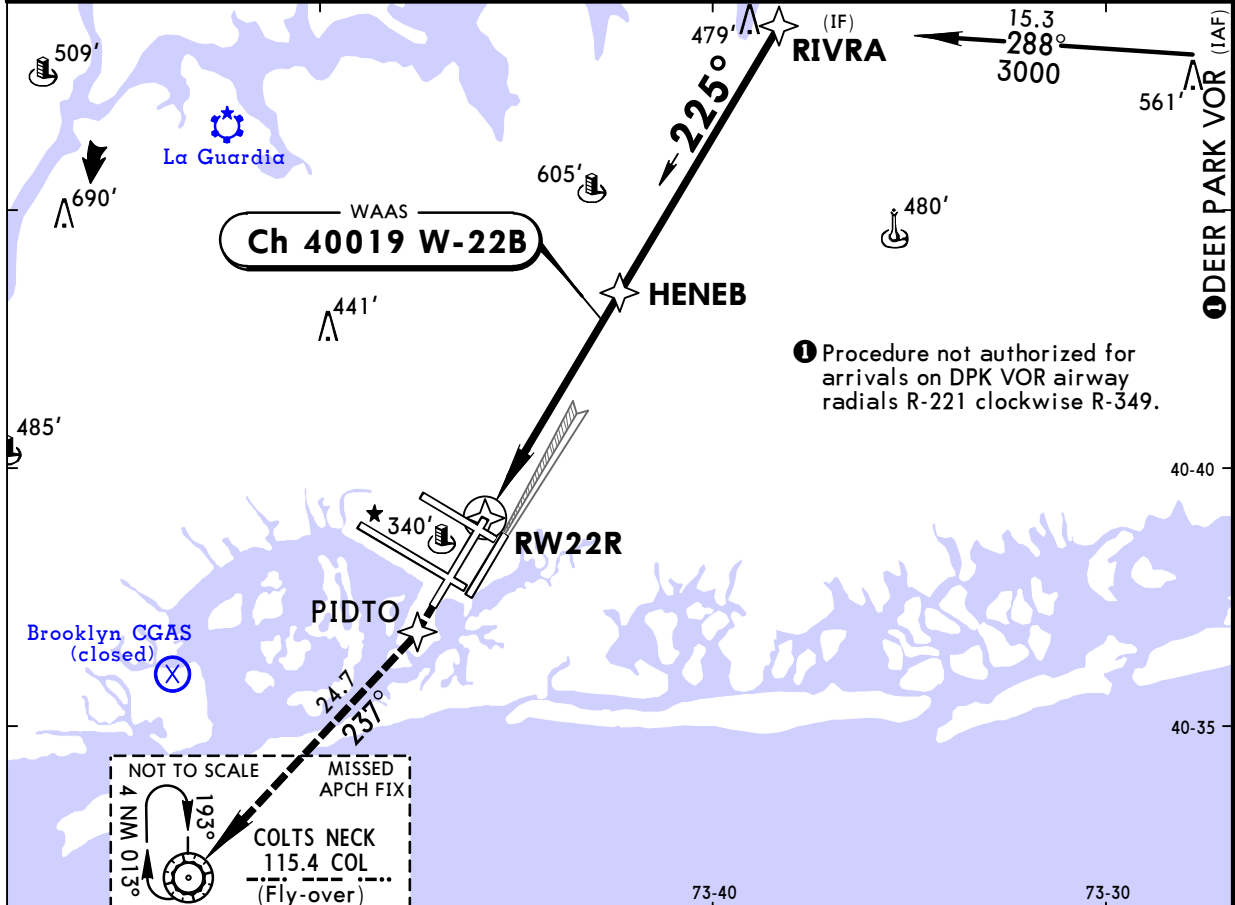 479'
(IF)
RIVRA
15.3
288°
3000
(IAF)
509'
561'
225°
La Guardia
605'
690'
480'
WAAS
Ch 40019 W-22B
❶DEER PARK VOR
HENEB
441'
❶ Procedure not authorized for
arrivals on DPK VOR airway
radials R-221 clockwise R-349.
485'
40-40
340'
RW22R
PIDTO
Brooklyn CGAS
(closed)
X
24.7
237°
40-35
NOT TO SCALE
MISSED
APCH FIX
4 NM 013°
193°
COLTS NECK
115.4 COL
(Fly-over)
73-40
73-30